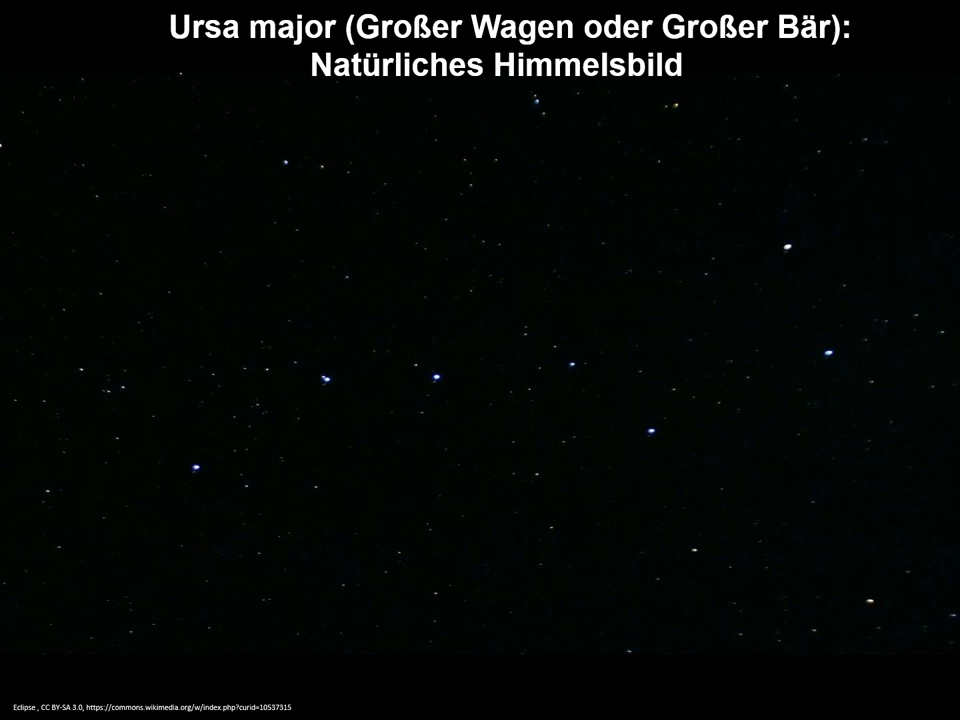 Ursa major (Großer Wagen oder Großer Bär):
Natürliches Himmelsbild
Eclipse , CC BY-SA 3.0, https://commons.wikimedia.org/w/index.php?curid=10537315